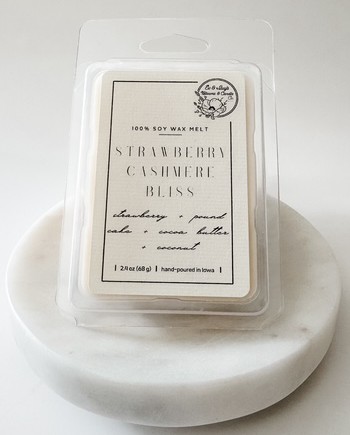 100% SOY WAX MELT
STRAWBERRY
CASHMERE
BLISS
strawberry + pound
cake + cocoa butter
+ coconut
2.4 oz (68 g) | hand-poured in Iowa